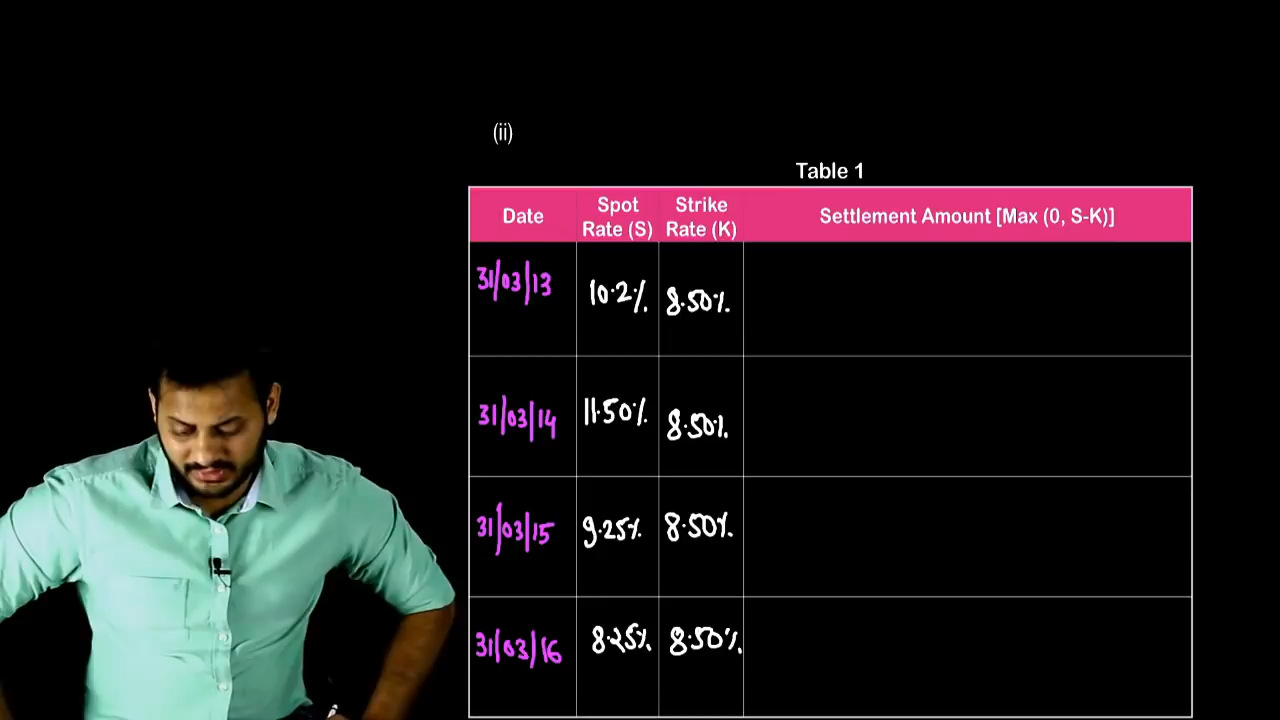 (ii)
Table 1
Date
Spot
Rate (S)
Strike
Rate (K)
Settlement Amount [Max (0, S-K)]
31/03/13
10.2%
8.50%
31/03/14
11.50%
8.50%
31/03/15
9.25%
8.50%
31/03/16
8.25%
8.50%